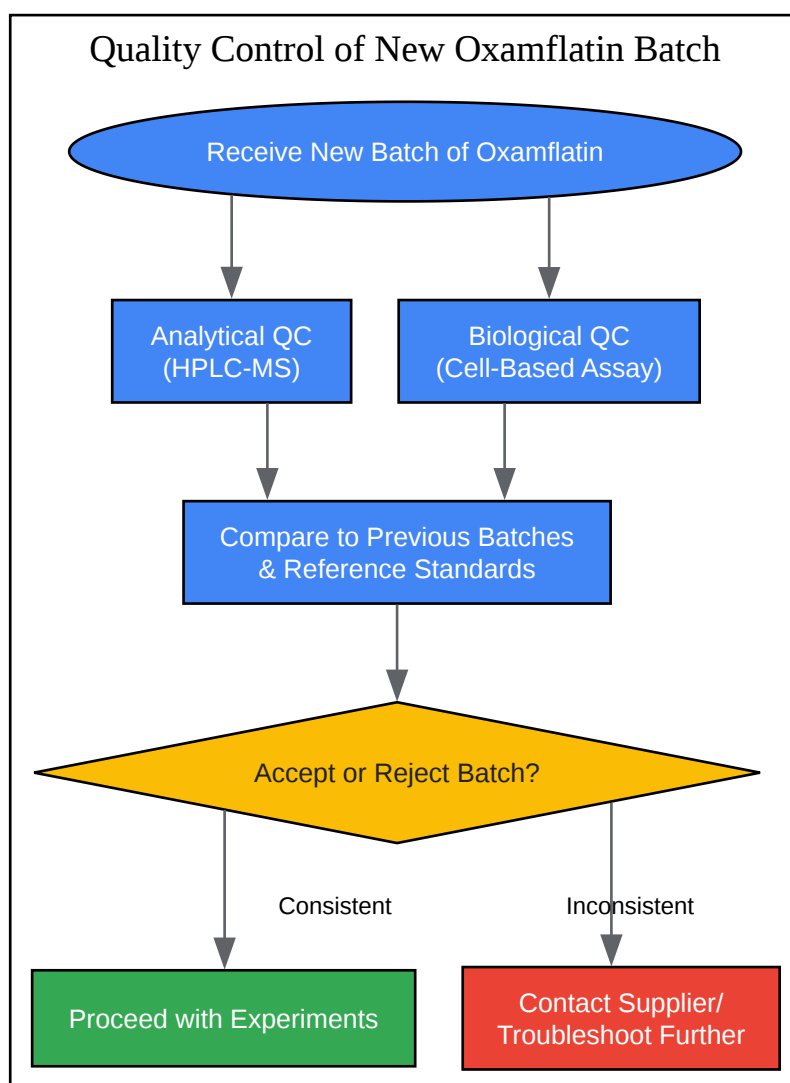 Quality Control of New Oxamflatin Batch
Receive New Batch of Oxamflatin
Analytical QC
(HPLC-MS)
Biological QC
(Cell-Based Assay)
Compare to Previous Batches
& Reference Standards
Accept or Reject Batch?
Consistent
Inconsistent
Proceed with Experiments
Contact Supplier/
Troubleshoot Further